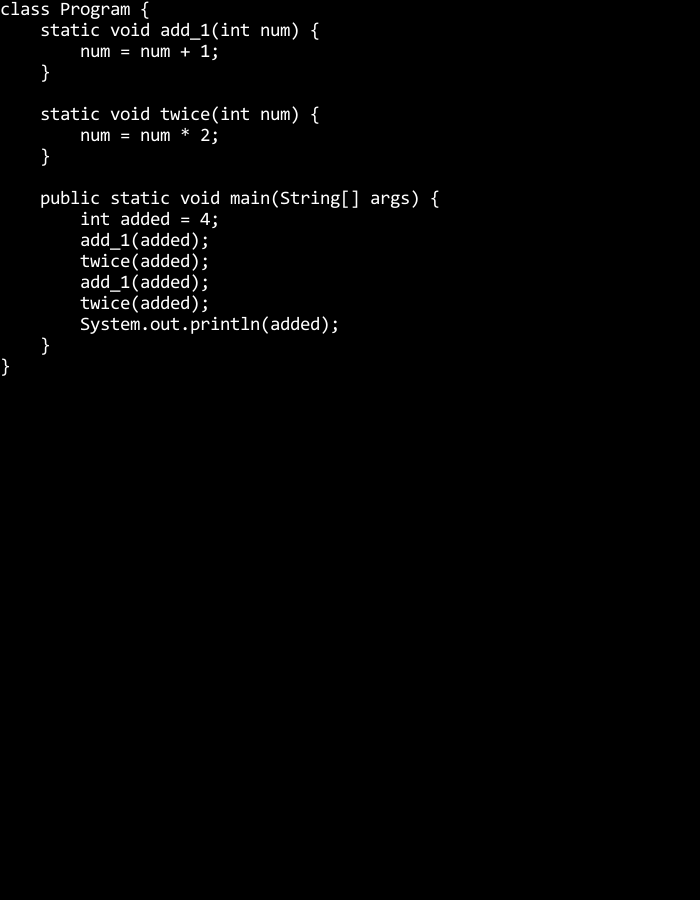 class Program {
    static void add_1(int num) {
        num = num + 1;
    }

    static void twice(int num) {
        num = num * 2;
    }

    public static void main(String[] args) {
        int added = 4;
        add_1(added);
        twice(added);
        add_1(added);
        twice(added);
        System.out.println(added);
    }
}